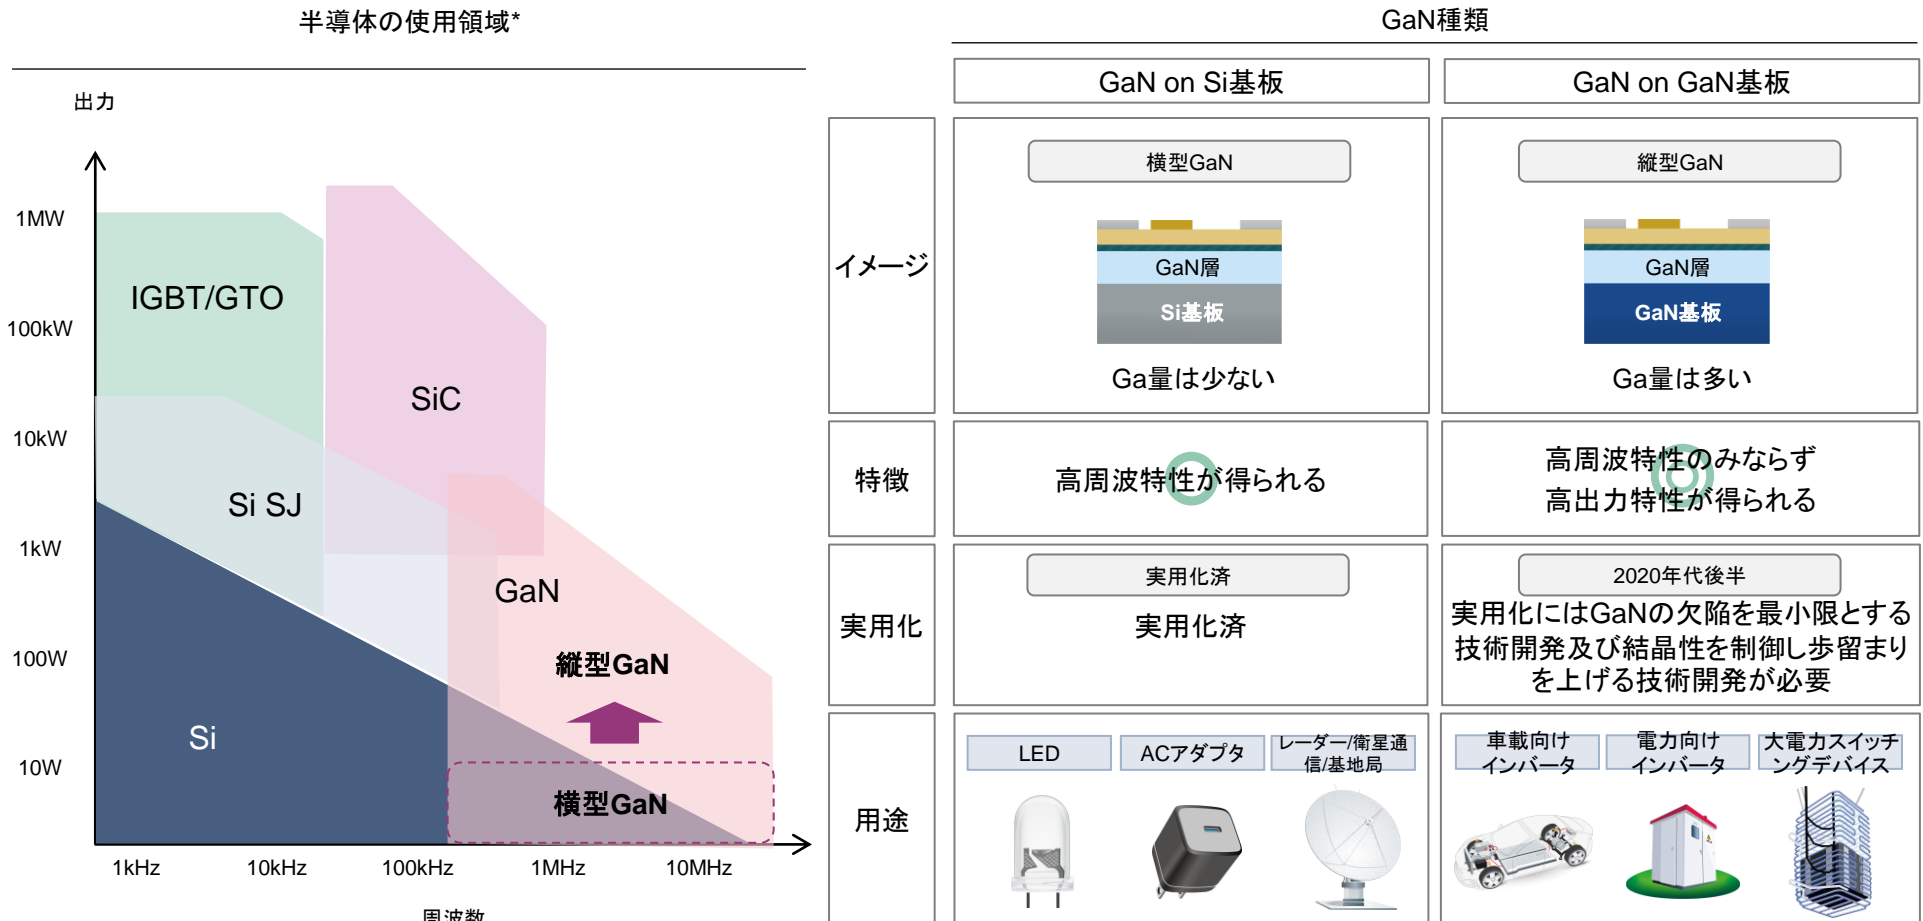 半導体の使用領域*
出力
1MW
100kW
10kW
1kW
100W
10W
IGBT/GTO
SiC
Si SJ
GaN
縦型GaN
Si
横型GaN
1kHz
10kHz
100kHz
1MHz
10MHz
周波数
GaN種類
GaN on Si基板
GaN on GaN基板
イメージ
横型GaN
GaN層
Si基板
Ga量は少ない
縦型GaN
GaN層
GaN基板
Ga量は多い
特徴
高周波特性が得られる
高周波特性のみならず
高出力特性が得られる
実用化
実用化済
実用化済
2020年代後半
実用化にはGaNの欠陥を最小限とする
技術開発及び結晶性を制御し歩留まり
を上げる技術開発が必要
用途
LED
ACアダプタ
レーダー/衛星通
信/基地局
車載向け
インバータ
電力向け
インバータ
大電力スイッチ
ングデバイス